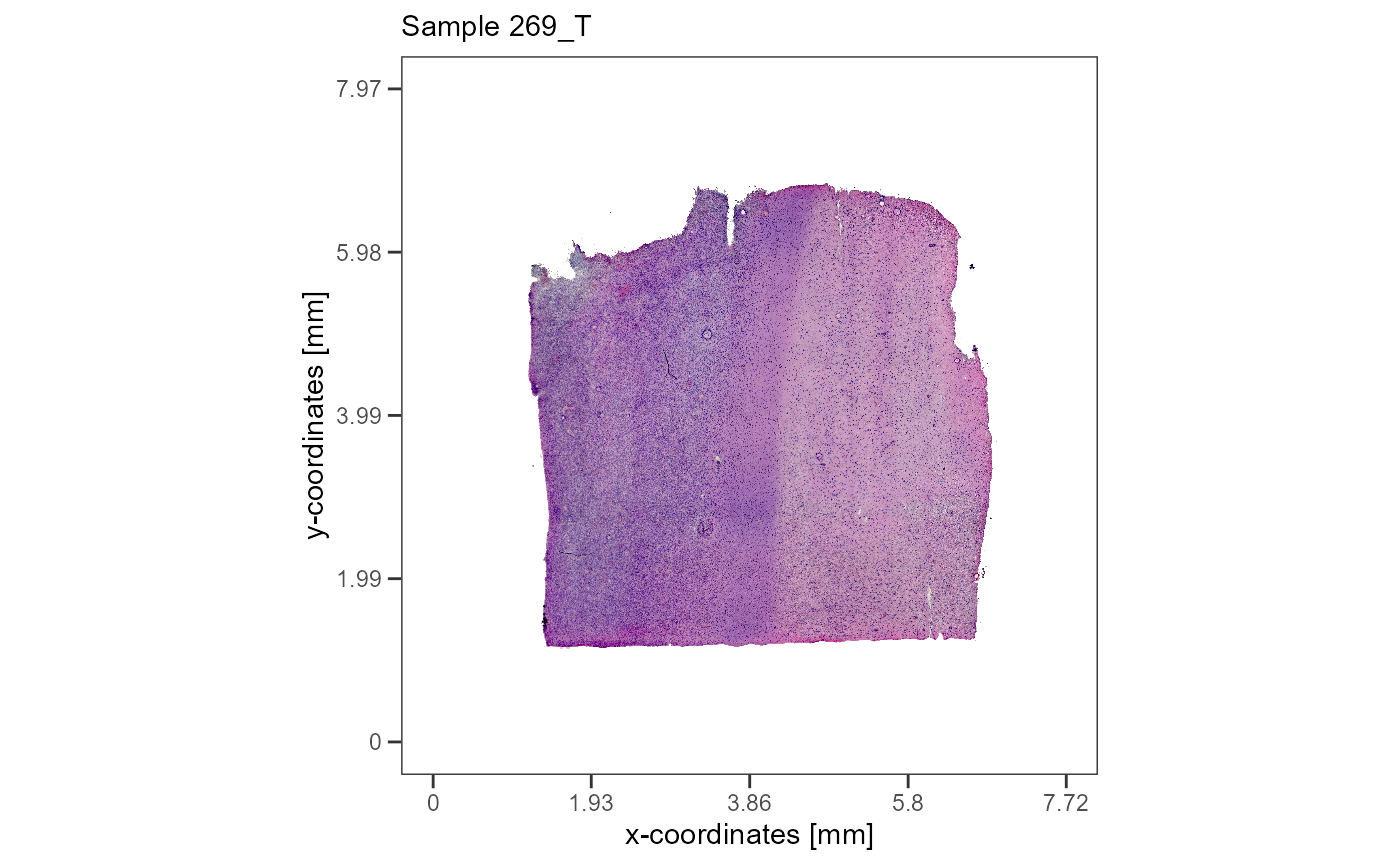 Sample 269_T
7.97
5.98
3.99
1.99
0
y-coordinates [mm]
0 1.93 3.86 5.8 7.72
x-coordinates [mm]